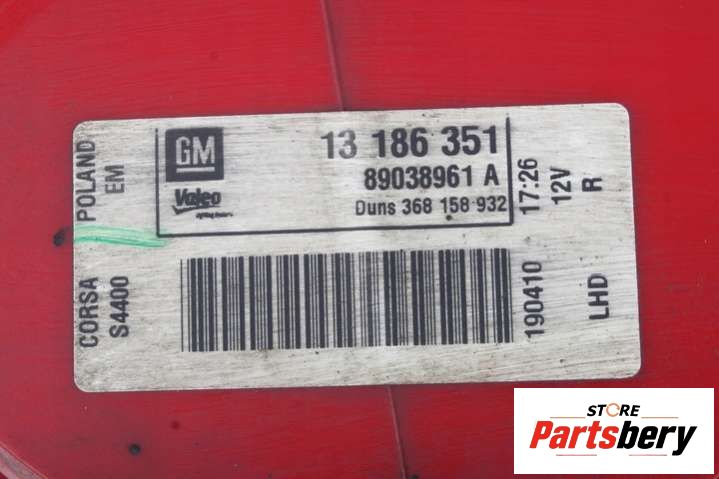 GM
13 186 351
Valeo
89038961 A
Duns 368 158 932
POLAND
EM
CORSA
S4400
17:26
12V
R
190410
LHD
STORE
Partsbery